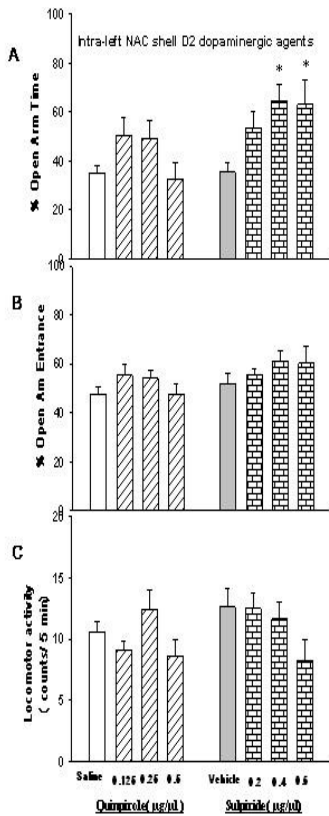 Intra-left NAC shell D2 dopaminergic agents
A
% Open Arm Time
100
80
60
40
20
0
* *
B
% Open Am Entrance
100
80
60
40
20
0
C
Locomotor activity
( counts/ 5 min)
20
15
10
5
0
Saline 0.125 0.25 0.5 Vehicle 0.2 0.4 0.5
Quinpirole( µg/µl ) Sulpiride( µg/µl)